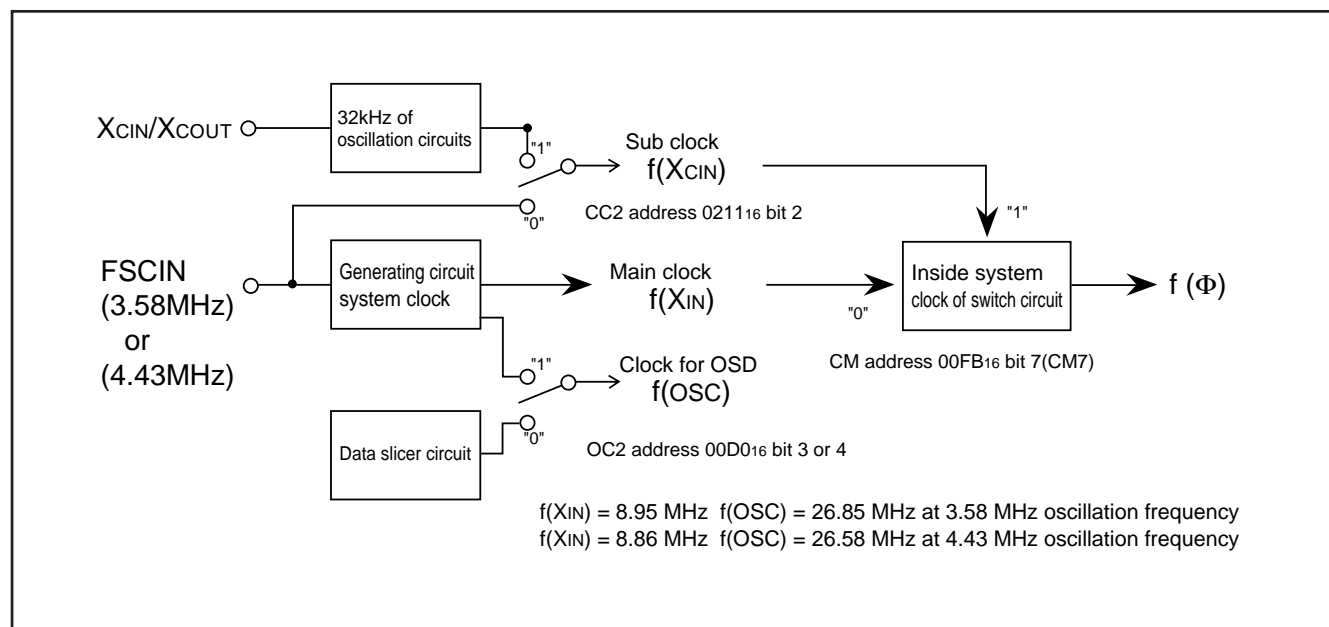 XCIN/XCOUT
32kHz of
oscillation circuits
"1"
"0"
Sub clock
f(XCIN)
CC2 address 021116 bit 2
"1"
FSCIN
(3.58MHz)
or
(4.43MHz)
Generating circuit
system clock
Main clock
f(XIN)
"0"
Inside system
clock of switch circuit
f (Φ)
CM address 00FB16 bit 7(CM7)
"1"
"0"
Clock for OSD
f(OSC)
Data slicer circuit
OC2 address 00D016 bit 3 or 4
f(XIN) = 8.95 MHz f(OSC) = 26.85 MHz at 3.58 MHz oscillation frequency
f(XIN) = 8.86 MHz f(OSC) = 26.58 MHz at 4.43 MHz oscillation frequency